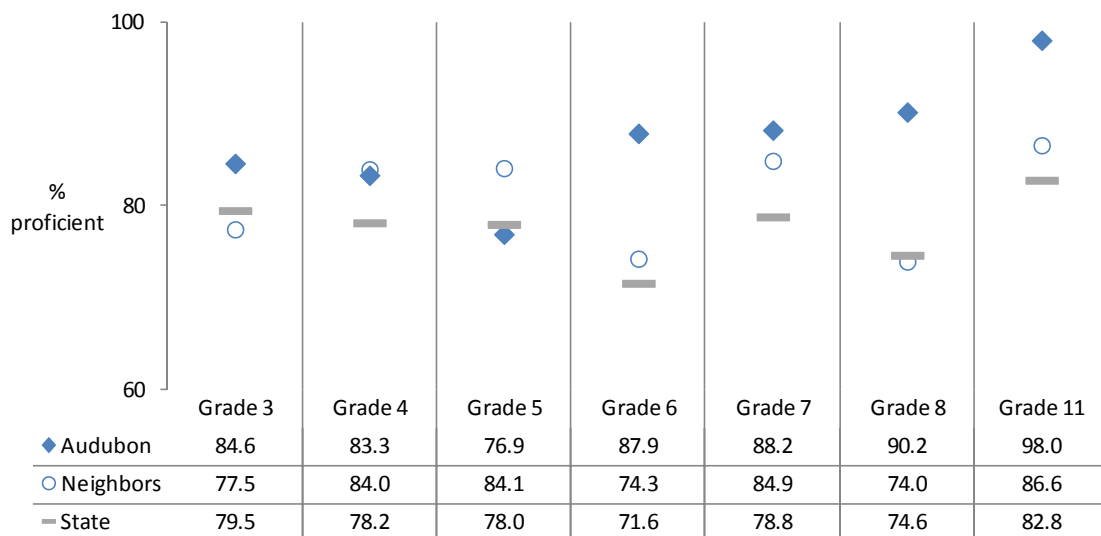 100
80
%
proficient
60
Grade 3 Grade 4 Grade 5 Grade 6 Grade 7 Grade 8 Grade 11
Audubon 84.6 83.3 76.9 87.9 88.2 90.2 98.0
Neighbors 77.5 84.0 84.1 74.3 84.9 74.0 86.6
State 79.5 78.2 78.0 71.6 78.8 74.6 82.8